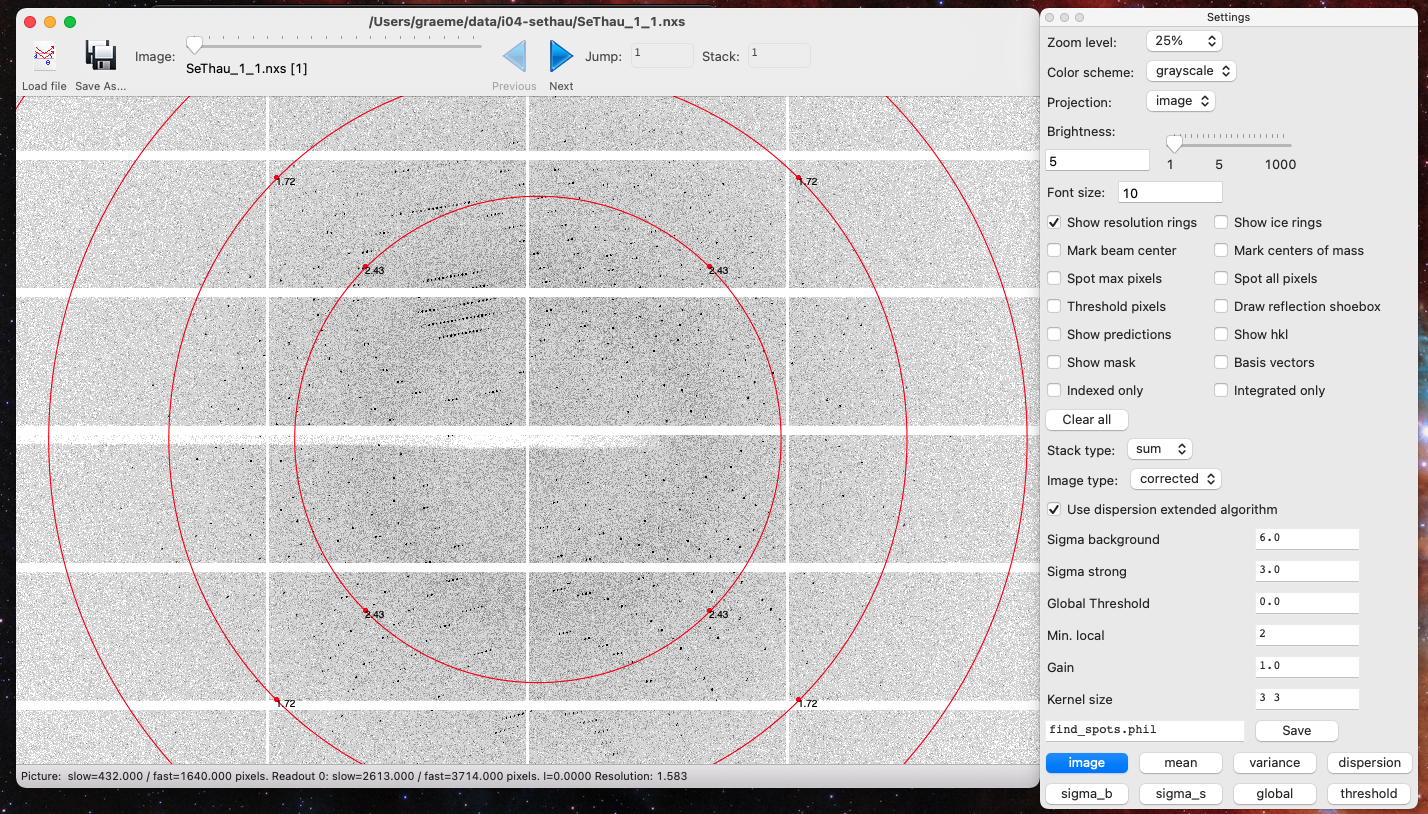 /Users/graeme/data/i04-sethau/SeThau_1_1.nxs
Image:
SeThau_1_1.nxs [1]
Jump: 1
Stack: 1
Load file
Save As...
Previous
Next
1.72
1.72
2.43
2.43
2.43
2.43
1.72
1.72
Picture: slow=432.000 / fast=1640.000 pixels. Readout 0: slow=2613.000 / fast=3714.000 pixels. I=0.0000 Resolution: 1.583
Settings
Zoom level: 25%
Color scheme: grayscale
Projection: image
Brightness:
5
1 5 1000
Font size: 10
Show resolution rings
Show ice rings
Mark beam center
Mark centers of mass
Spot max pixels
Spot all pixels
Threshold pixels
Draw reflection shoebox
Show predictions
Show hkl
Show mask
Basis vectors
Indexed only
Integrated only
Clear all
Stack type: sum
Image type: corrected
Use dispersion extended algorithm
Sigma background 6.0
Sigma strong 3.0
Global Threshold 0.0
Min. local 2
Gain 1.0
Kernel size 3 3
find_spots.phil
Save
image
mean
variance
dispersion
sigma_b
sigma_s
global
threshold